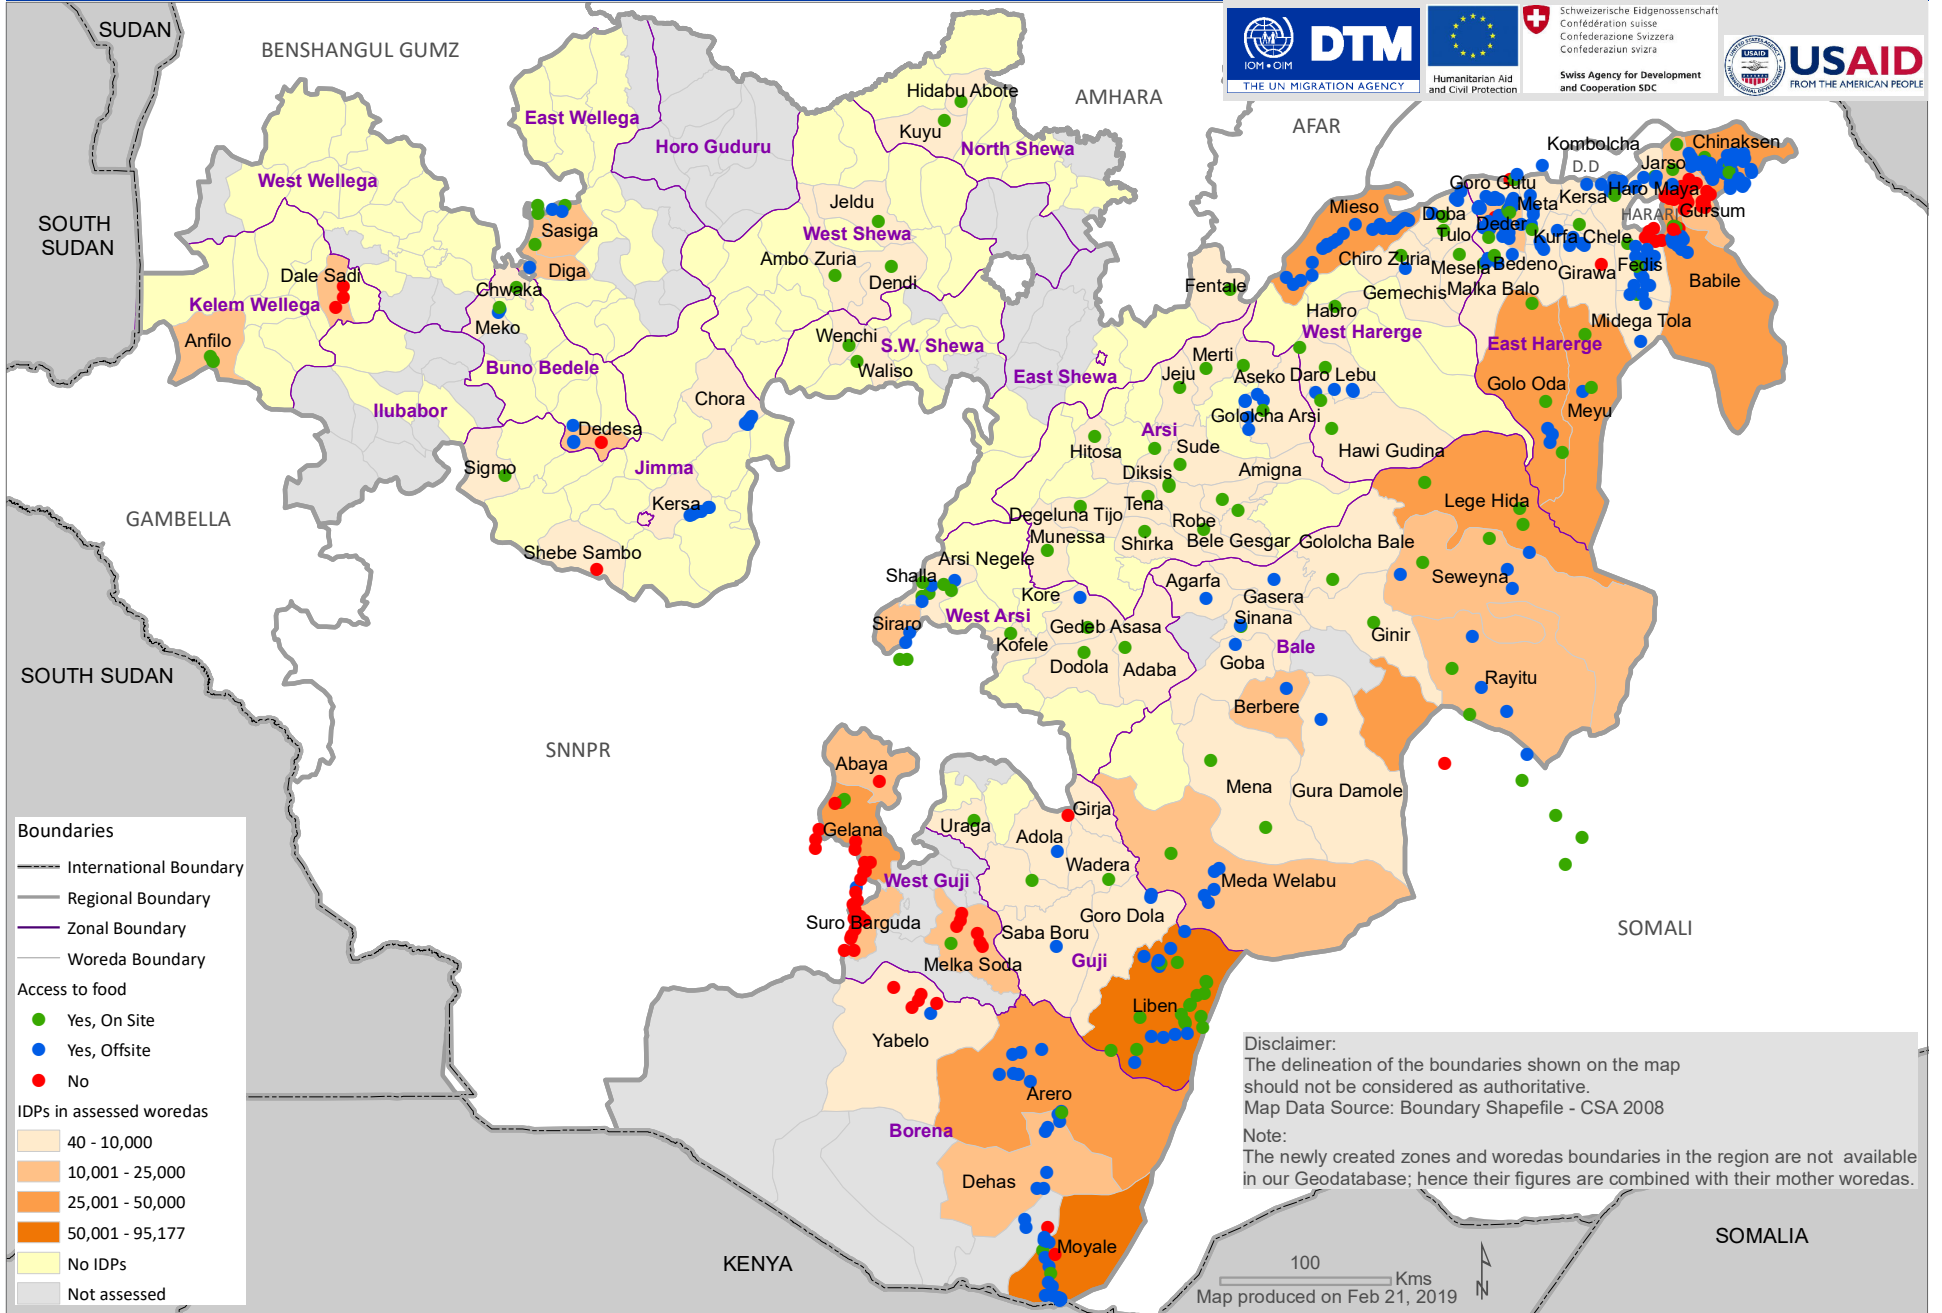 SUDAN
BENSHANGUL GUMZ
AMHARA
AFAR
SOUTH
SUDAN
GAMBELLA
SOUTH SUDAN
SNNPR
KENYA
SOMALI
SOMALIA
D.D
HARARI
IOM • OIM
DTM
THE UN MIGRATION AGENCY
Humanitarian Aid
and Civil Protection
Schweizerische Eidgenossenschaft
Confédération suisse
Confederazione Svizzera
Confederaziun svizra
Swiss Agency for Development
and Cooperation SDC
USAID
USAID
FROM THE AMERICAN PEOPLE
East Wellega
Horo Guduru
West Wellega
North Shewa
West Shewa
Kelem Wellega
S.W. Shewa
East Shewa
Buno Bedele
Ilubabor
Jimma
Arsi
West Harerge
East Harerge
West Arsi
Bale
West Guji
Guji
Borena
Hidabu Abote
Kuyu
Jeldu
Ambo Zuria
Dendi
Wenchi
Waliso
Sasiga
Diga
Dale Sadi
Chwaka
Meko
Anfilo
Chora
Dedesa
Sigmo
Kersa
Shebe Sambo
Fentale
Kombolcha
Chinaksen
Jarso
Goro Gutu
Meta
Kersa
Haro Maya
Gursum
Mieso
Doba
Deder
Tulo
Kurfa Chele
Chiro Zuria
Mesela
Bedeno
Girawa
Fedis
Babile
Gemechis
Malka Balo
Habro
Midega Tola
Golo Oda
Meyu
Merti
Jeju
Aseko
Daro Lebu
Gololcha Arsi
Hawi Gudina
Hitosa
Sude
Diksis
Amigna
Tena
Degeluna Tijo
Robe
Munessa
Shirka
Bele Gesgar
Gololcha Bale
Lege Hida
Seweyna
Arsi Negele
Shalla
Kore
Agarfa
Gasera
Sinana
Siraro
Gedeb Asasa
Kofele
Dodola
Adaba
Goba
Ginir
Rayitu
Berbere
Mena
Gura Damole
Abaya
Gelana
Uraga
Adola
Girja
Wadera
Meda Welabu
Suro Barguda
Goro Dola
Saba Boru
Melka Soda
Liben
Yabelo
Arero
Dehas
Moyale
Boundaries
International Boundary
Regional Boundary
Zonal Boundary
Woreda Boundary
Access to food
Yes, On Site
Yes, Offsite
No
IDPs in assessed woredas
40 - 10,000
10,001 - 25,000
25,001 - 50,000
50,001 - 95,177
No IDPs
Not assessed
Disclaimer:
The delineation of the boundaries shown on the map
should not be considered as authoritative.
Map Data Source: Boundary Shapefile - CSA 2008
Note:
The newly created zones and woredas boundaries in the region are not available
in our Geodatabase; hence their figures are combined with their mother woredas.
100
Kms
N
Map produced on Feb 21, 2019